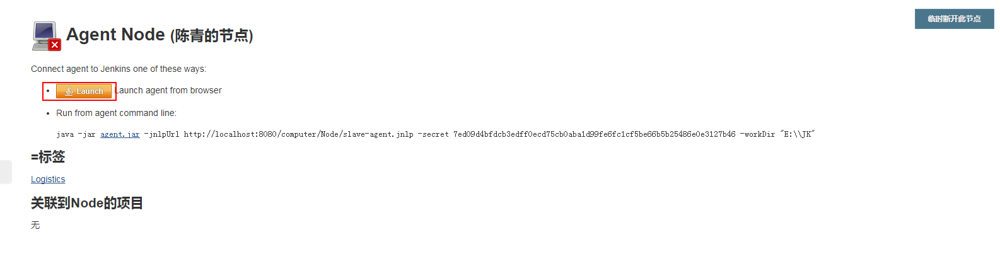 临时断开此节点
Agent Node (陈青的节点)
Connect agent to Jenkins one of these ways:
Launch Launch agent from browser
Run from agent command line:
java -jar agent.jar -jnlpUrl http://localhost:8080/computer/Node/slave-agent.jnlp -secret 7ed09d4bfdcb3edff0ecd75cb0aba1d99fe6fc1cf5be66b5b25486e0e3127b46 -workDir "E:\\JK"
=标签
Logistics
关联到Node的项目
无